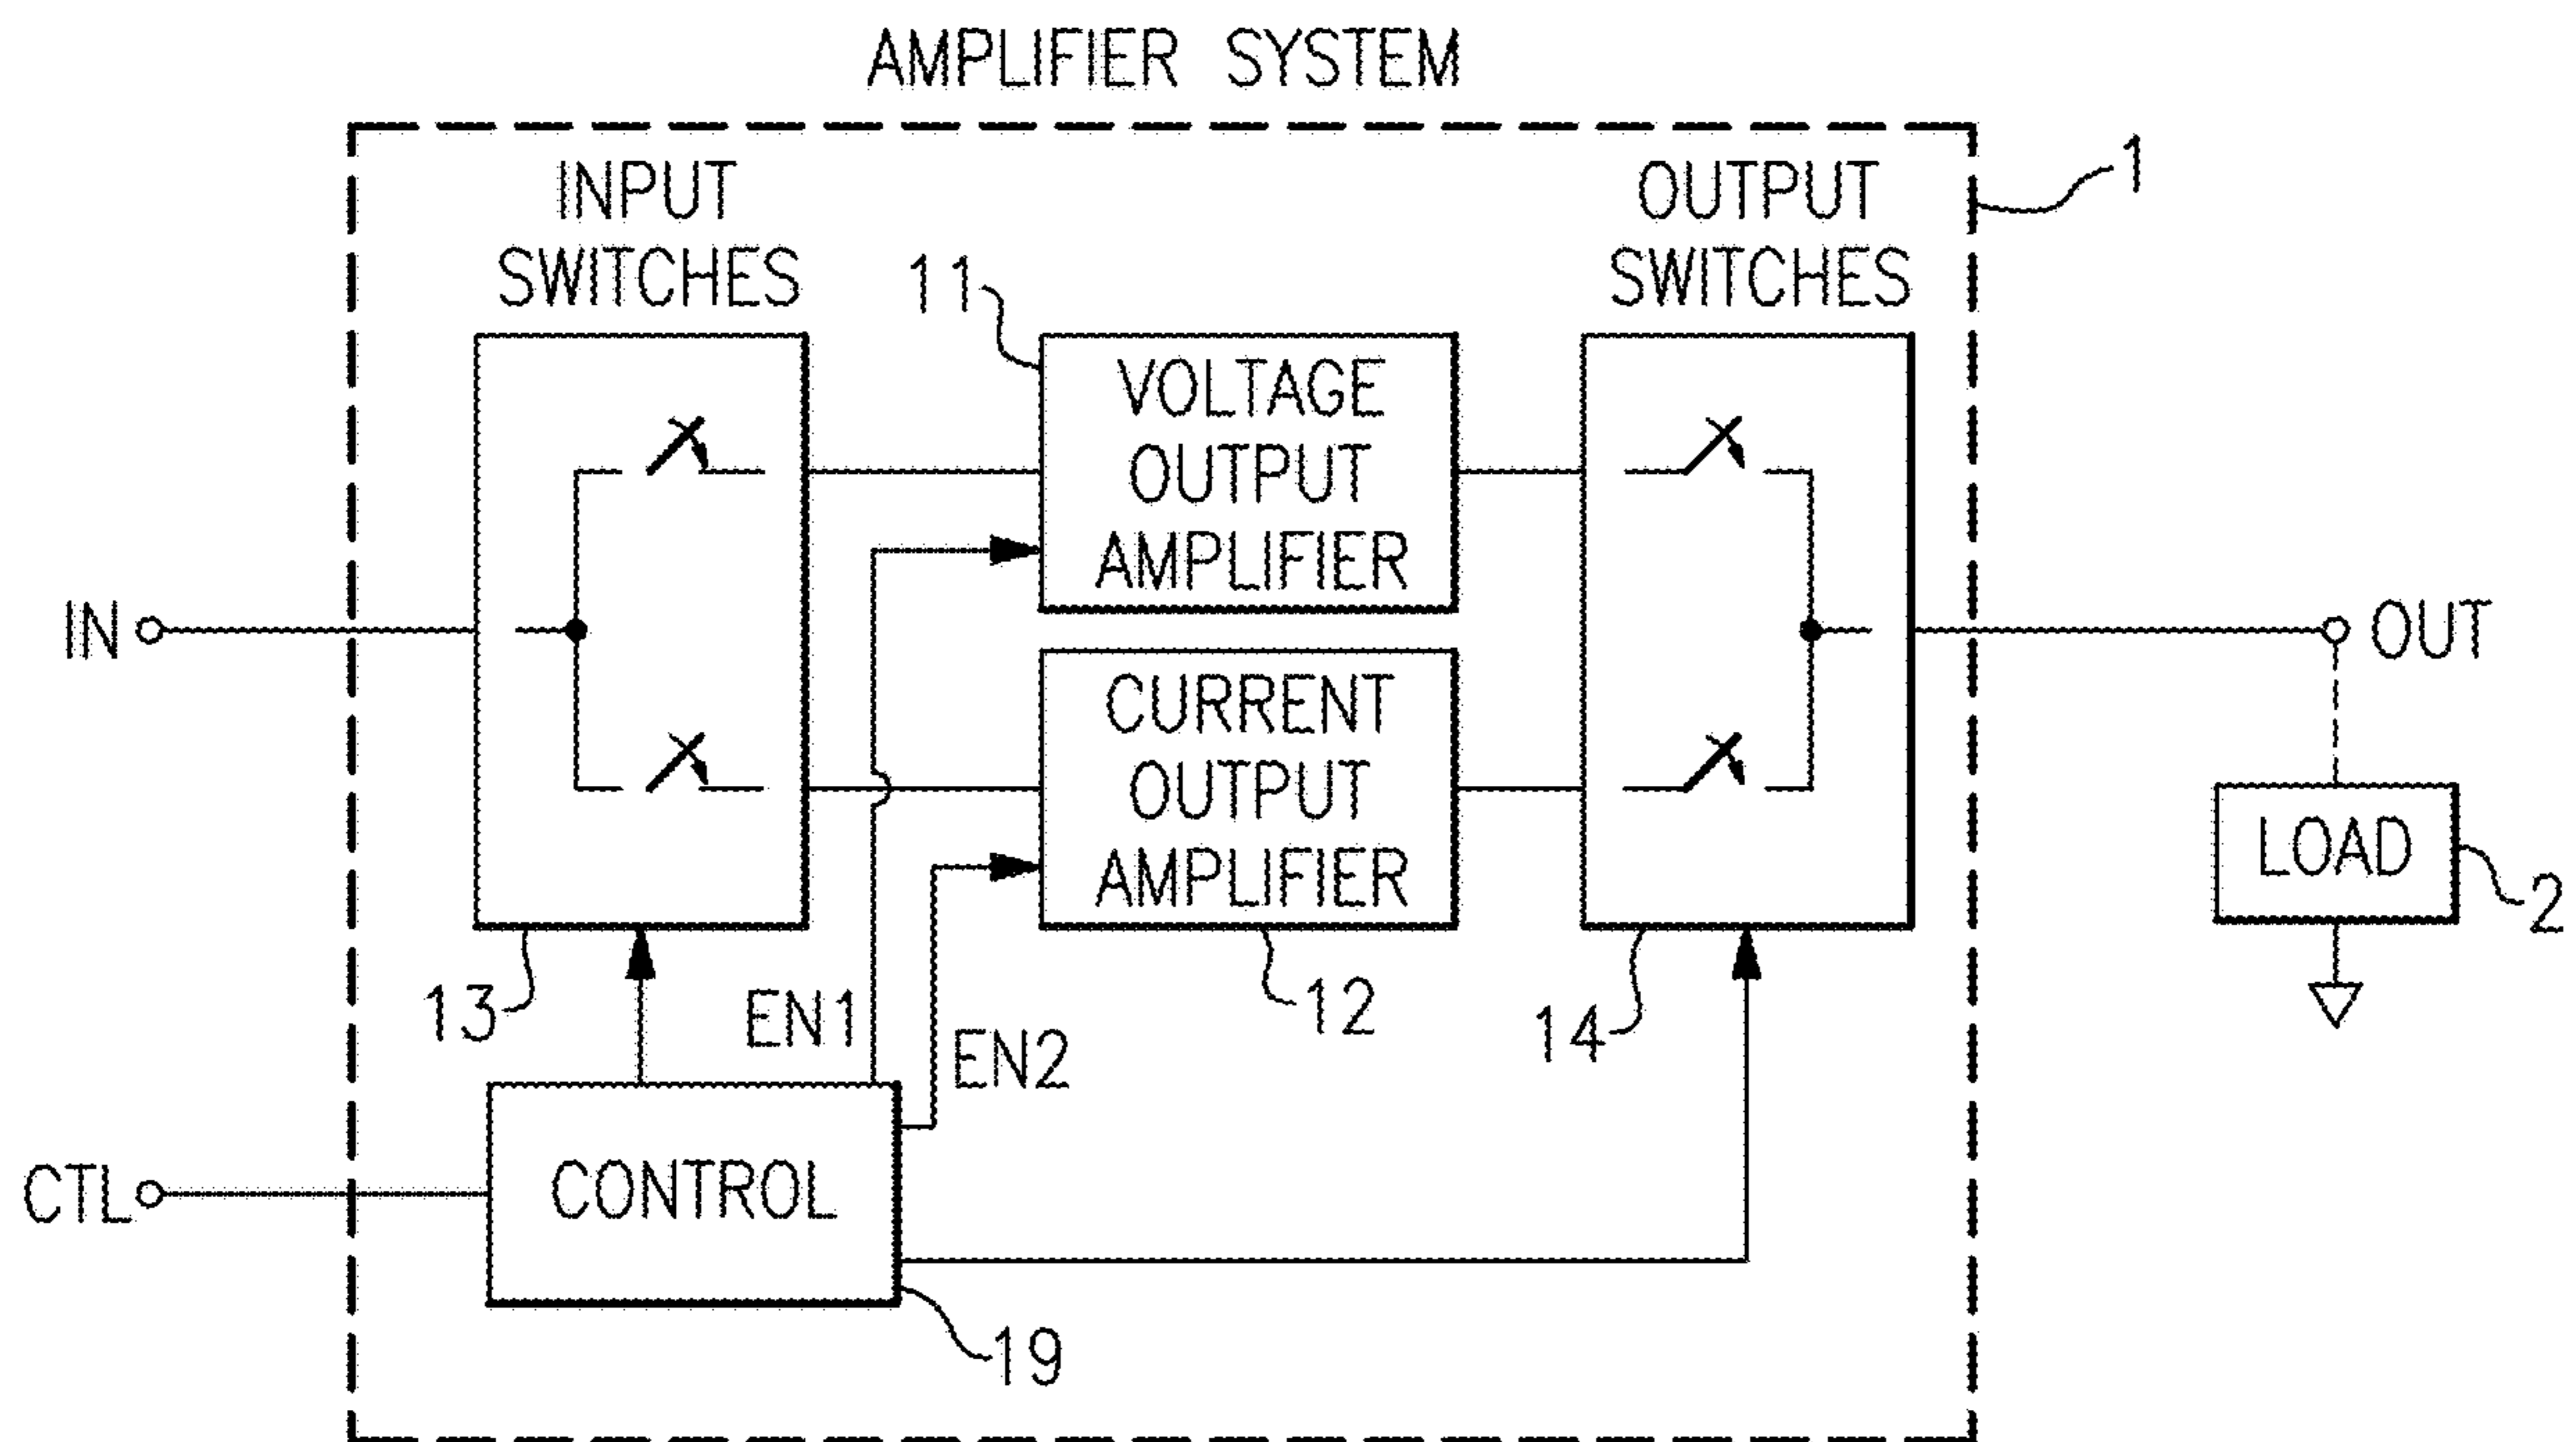 AMPLIFIER SYSTEM
1
INPUT
SWITCHES
OUTPUT
SWITCHES
11
VOLTAGE
OUTPUT
AMPLIFIER
IN
OUT
CURRENT
OUTPUT
AMPLIFIER
LOAD
2
13
EN1
EN2
12
14
CTL
CONTROL
19